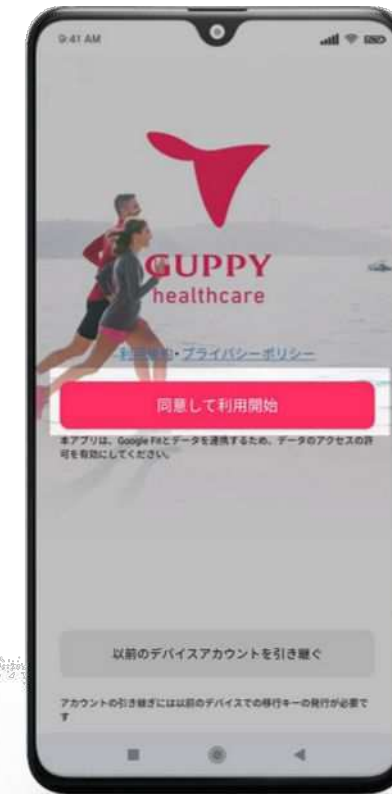 9:41 AM
GUPPY
healthcare
利用規約・プライバシーポリシー
同意して利用開始
本アプリは、Google Fitとデータを連携するため、データのアクセスの許
可を有効にしてください。
以前のデバイスアカウントを引き継ぐ
アカウントの引き継ぎには以前のデバイスでの移行キーの発行が必要で
す